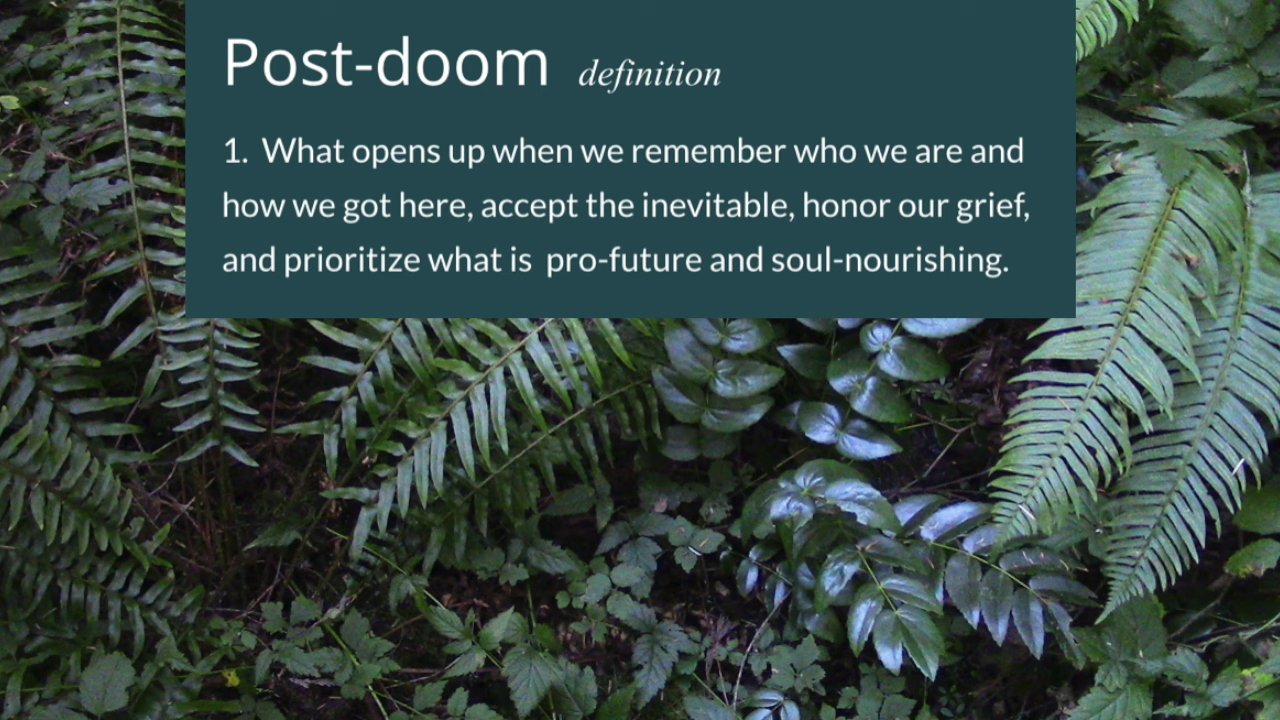 Post-doom definition
1. What opens up when we remember who we are and
how we got here, accept the inevitable, honor our grief,
and prioritize what is pro-future and soul-nourishing.